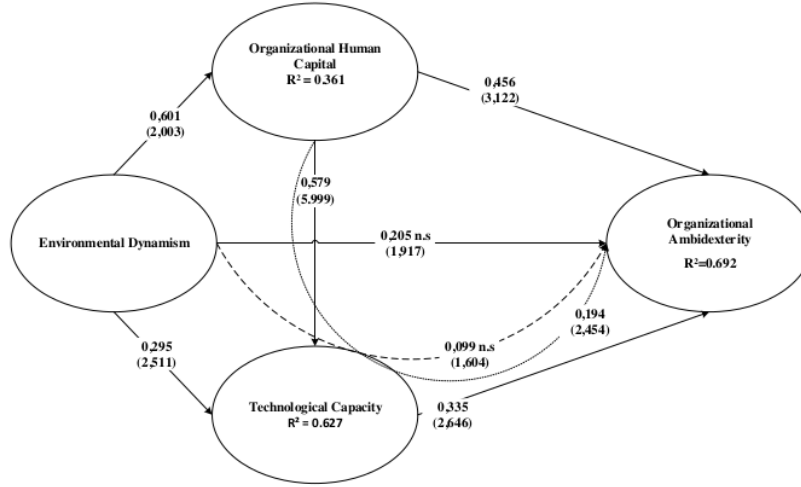 Organizational Human
Capital
R² = 0.361
0,456
(3,122)
0,601
(2,003)
0,579
(5.999)
Environmental Dynamism
0,205 n.s
(1,917)
Organizational
Ambidexterity
R²=0.692
0,194
(2,454)
0,099 n.s
(1,604)
0,295
(2,511)
Technological Capacity
R² = 0.627
0,335
(2,646)